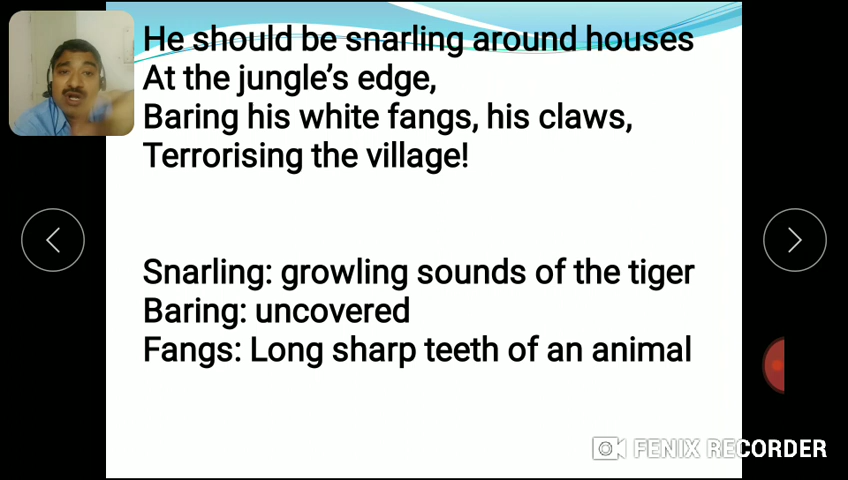 He should be snarling around houses
At the jungle's edge,
Baring his white fangs, his claws,
Terrorising the village!
Snarling: growling sounds of the tiger
Baring: uncovered
Fangs: Long sharp teeth of an animal
FENIX RECORDER